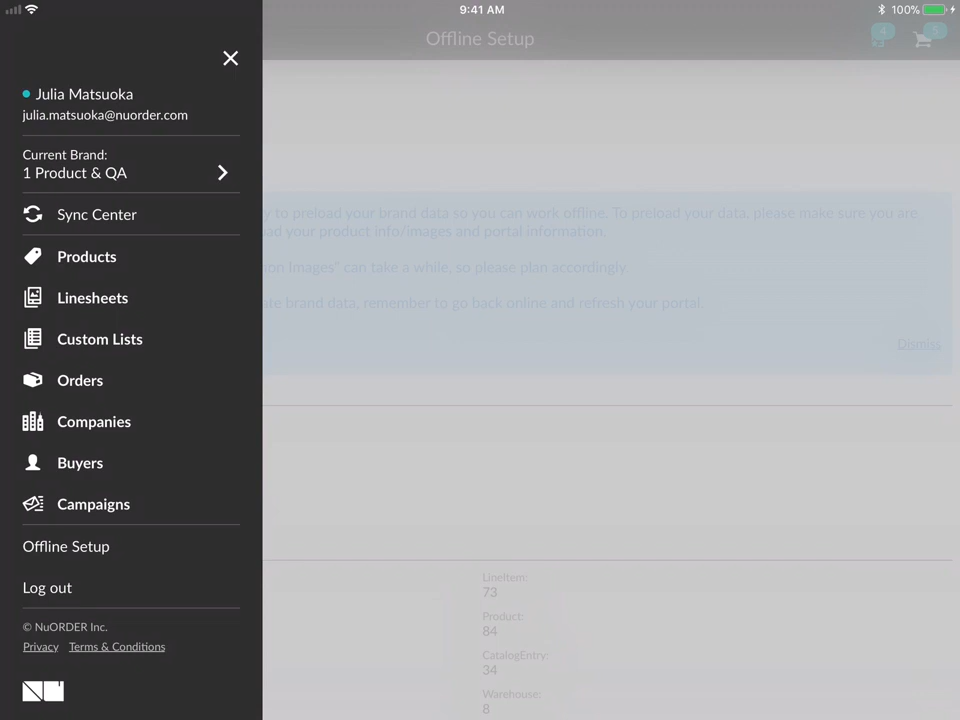 9:41 AM
100%
Offline Setup
4
5
Julia Matsuoka
julia.matsuoka@nuorder.com
Current Brand:
1 Product & QA
Sync Center
Products
Linesheets
Custom Lists
Orders
Companies
Buyers
Campaigns
Offline Setup
Log out
© NuORDER Inc.
Privacy Terms & Conditions
to preload your brand data so you can work offline. To preload your data, please make sure you are
your product info/images and portal information.
Images" can take a while, so please plan accordingly.
brand data, remember to go back online and refresh your portal.
Dismiss
LineItem:
73
Product:
84
CatalogEntry:
34
Warehouse:
8